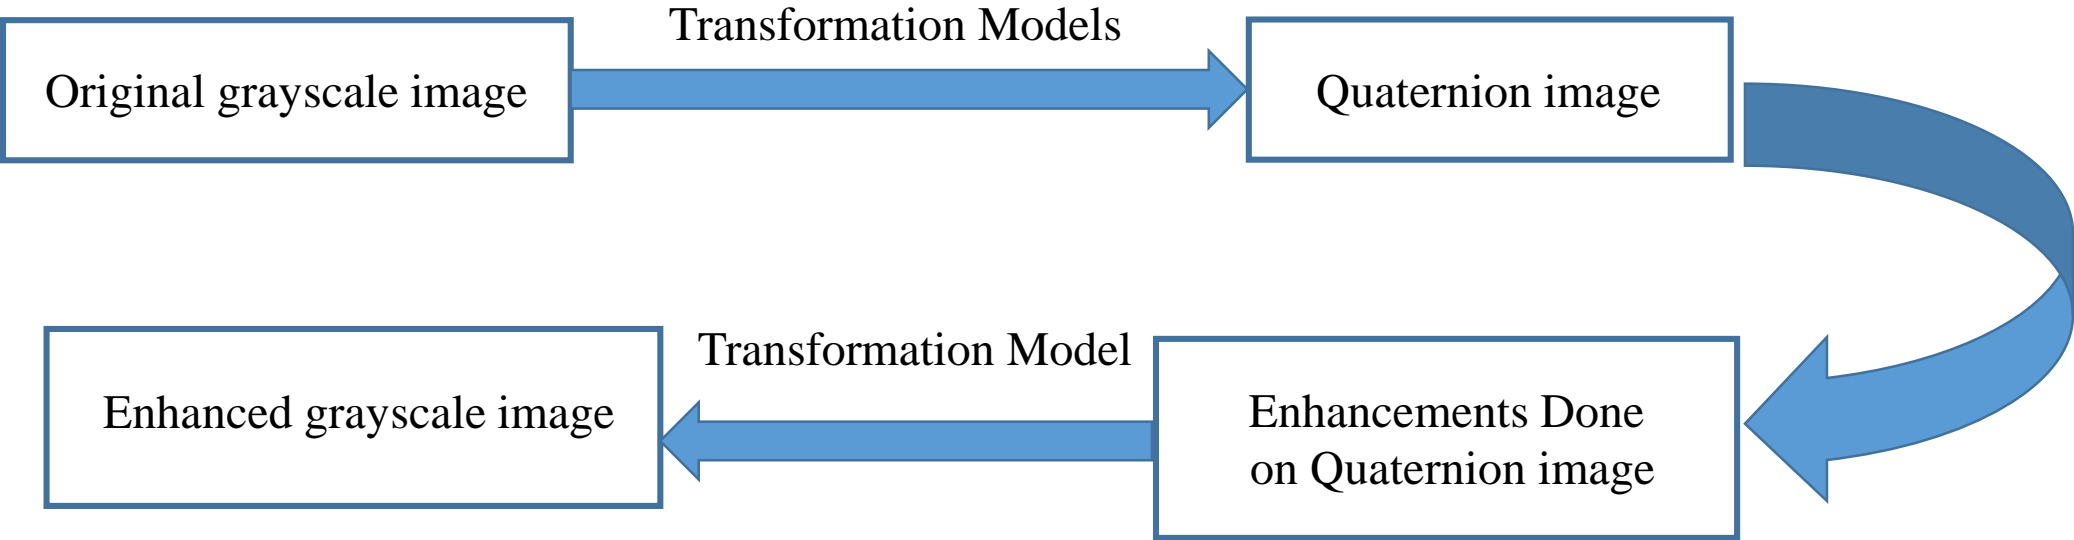 Transformation Models
Original grayscale image
Quaternion image
Transformation Model
Enhanced grayscale image
Enhancements Done
on Quaternion image